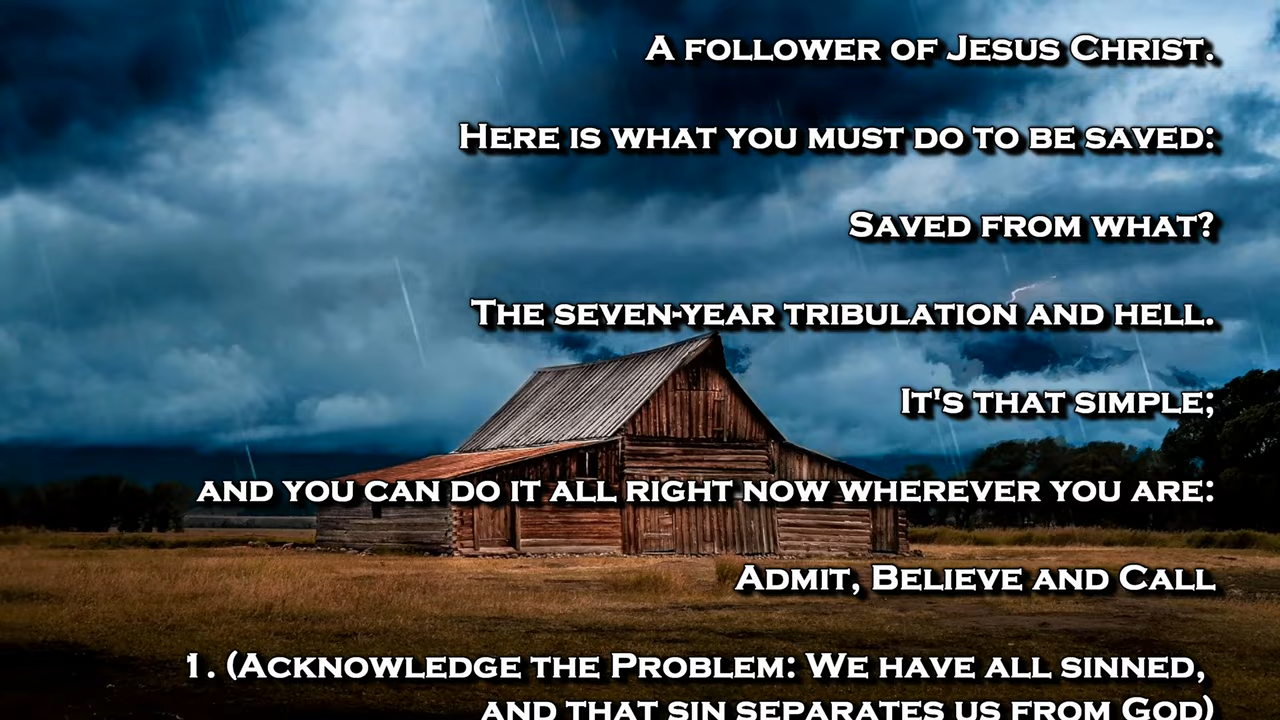 A follower of Jesus Christ.
Here is what you must do to be saved:
Saved from what?
The seven-year tribulation and hell.
It's that simple;
and you can do it all right now wherever you are:
Admit, Believe and Call
1. (Acknowledge the Problem: We have all sinned,
and that sin separates us from God)